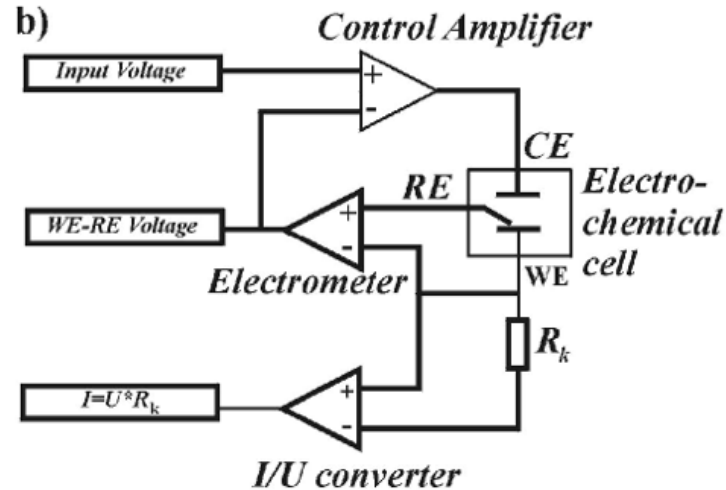 b)
Control Amplifier
Input Voltage
+
-
CE
RE
Electro-
chemical
cell
WE-RE Voltage
+
-
Electrometer
WE
R_k
I=U*R_k
+
-
I/U converter